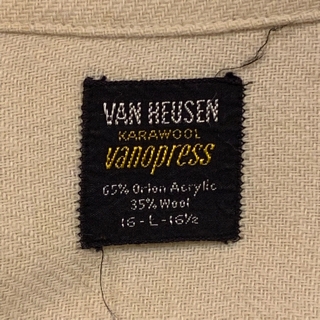 VAN HEUSEN
KARAWOOL
vanopress
65% Orlon Acrylic
35% Wool
16-L-16½